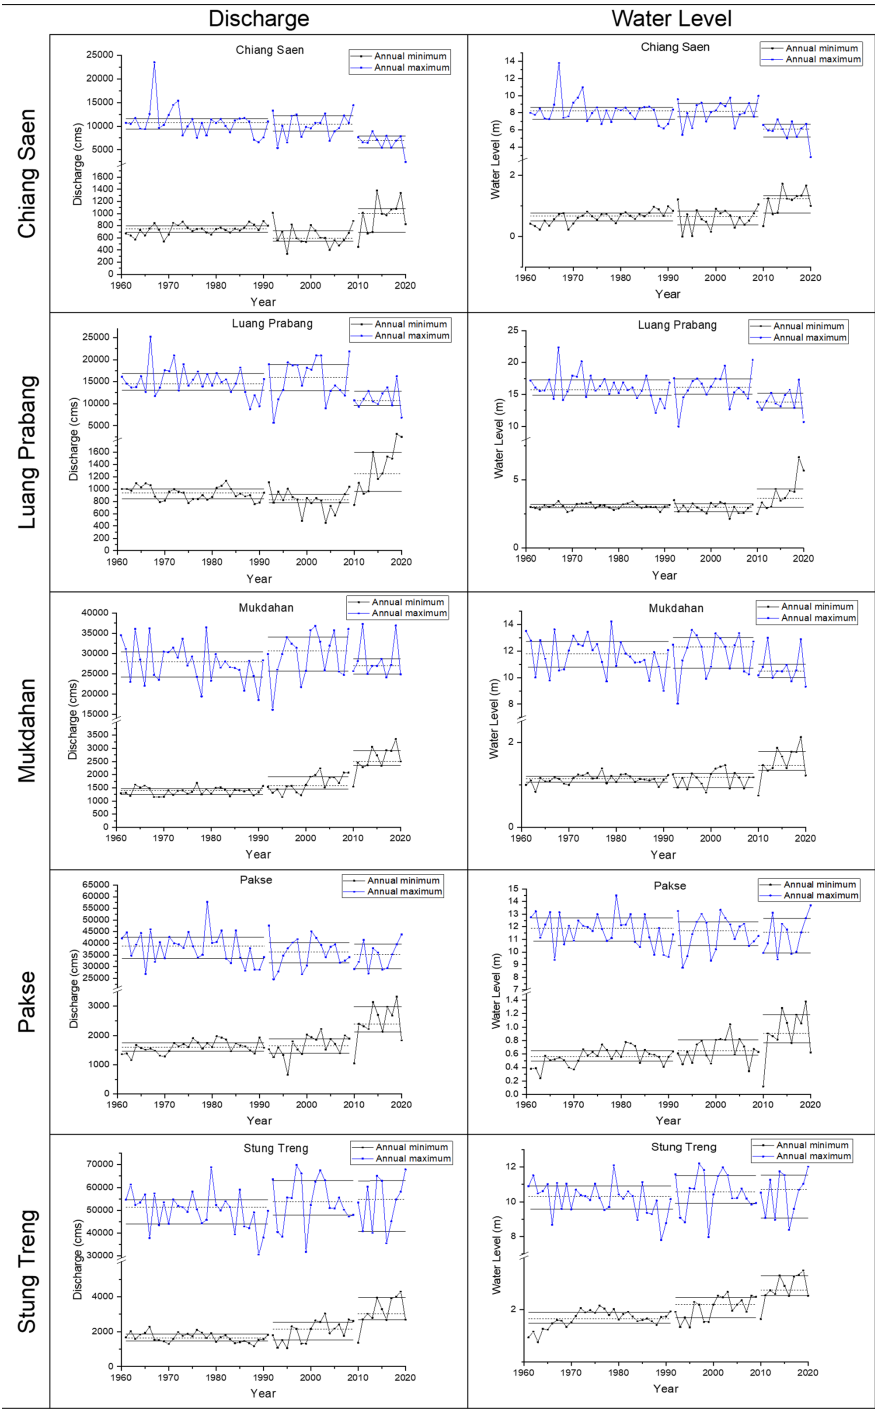 Discharge
Water Level
Chiang Saen
Chiang Saen
Annual minimum
Annual maximum
Discharge (cms)
25000
20000
15000
10000
5000
1600
1400
1200
1000
800
600
400
200
0
1960 1970 1980 1990 2000 2010 2020
Year
Chiang Saen
Annual minimum
Annual maximum
Water Level (m)
14
12
10
8
6
4
2
0
1960 1970 1980 1990 2000 2010 2020
Year
Luang Prabang
Luang Prabang
Annual minimum
Annual maximum
Discharge (cms)
25000
20000
15000
10000
5000
1600
1400
1200
1000
800
600
400
200
0
1960 1970 1980 1990 2000 2010 2020
Year
Luang Prabang
Annual minimum
Annual maximum
Water Level (m)
25
20
15
10
5
0
1960 1970 1980 1990 2000 2010 2020
Year
Mukdahan
Mukdahan
Annual minimum
Annual maximum
Discharge (cms)
40000
35000
30000
25000
20000
15000
3500
3000
2500
2000
1500
1000
500
0
1960 1970 1980 1990 2000 2010 2020
Year
Mukdahan
Annual minimum
Annual maximum
Water Level (m)
14
12
10
8
6
2
0
1960 1970 1980 1990 2000 2010 2020
Year
Pakse
Pakse
Annual minimum
Annual maximum
Discharge (cms)
65000
60000
55000
50000
45000
40000
35000
30000
25000
3000
2000
1000
0
1960 1970 1980 1990 2000 2010 2020
Year
Pakse
Annual minimum
Annual maximum
Water Level (m)
15
14
13
12
11
10
9
8
7
1.4
1.2
1.0
0.8
0.6
0.4
0.2
0.0
1960 1970 1980 1990 2000 2010 2020
Year
Stung Treng
Stung Treng
Annual minimum
Annual maximum
Discharge (cms)
70000
60000
50000
40000
30000
4000
2000
0
1960 1970 1980 1990 2000 2010 2020
Year
Stung Treng
Annual minimum
Annual maximum
Water Level (m)
12
10
8
2
1960 1970 1980 1990 2000 2010 2020
Year